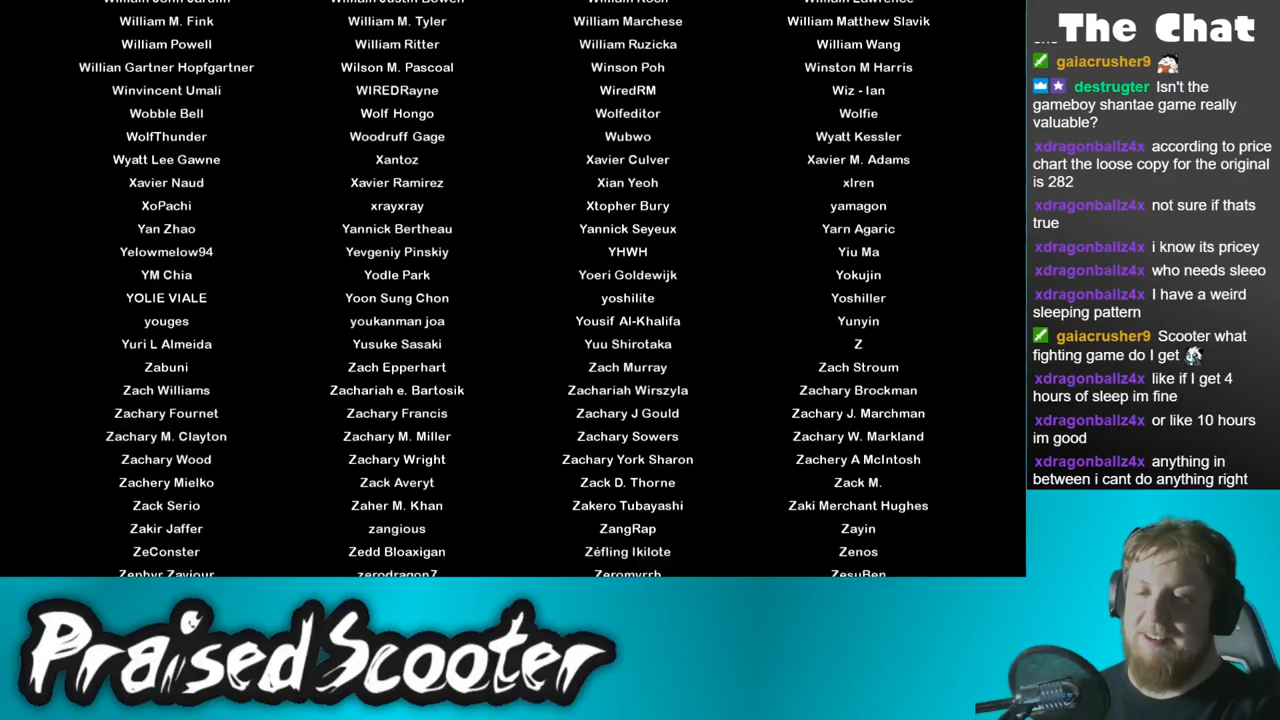 William M. Fink William M. Tyler William Marchese William Matthew Slavik
William Powell William Ritter William Ruzicka William Wang
Willian Gartner Hopfgartner Wilson M. Pascoal Winson Poh Winston M Harris
Winvincent Umali WIREDRayne WiredRM Wiz - Ian
Wobble Bell Wolf Hongo Wolfeditor Wolfie
WolfThunder Woodruff Gage Wubwo Wyatt Kessler
Wyatt Lee Gawne Xantoz Xavier Culver Xavier M. Adams
Xavier Naud Xavier Ramirez Xian Yeoh xIren
XoPachi xrayxray Xtopher Bury yamagon
Yan Zhao Yannick Bertheau Yannick Seyeux Yarn Agaric
Yelowmelow94 Yevgeniy Pinskiy YHWH Yiu Ma
YM Chia Yodle Park Yoeri Goldewijk Yokujin
YOLIE VIALE Yoon Sung Chon yoshilite Yoshiller
youges youkanman joa Yousif Al-Khalifa Yunyin
Yuri L Almeida Yusuke Sasaki Yuu Shirotaka Z
Zabuni Zach Epperhart Zach Murray Zach Stroum
Zach Williams Zachariah e. Bartosik Zachariah Wirszyla Zachary Brockman
Zachary Fournet Zachary Francis Zachary J Gould Zachary J. Marchman
Zachary M. Clayton Zachary M. Miller Zachary Sowers Zachary W. Markland
Zachary Wood Zachary Wright Zachary York Sharon Zachery A McIntosh
Zachery Mielko Zack Averyt Zack D. Thorne Zack M.
Zack Serio Zaher M. Khan Zakero Tubayashi Zaki Merchant Hughes
Zakir Jaffer zangious ZangRap Zayin
ZeConster Zedd Bloaxigan Zéfling Ikilote Zenos
Zephyr Zaviour zerodragon7 Zeromyrrh ZesuBen
The Chat
gaiacrusher9
destrugter Isn't the
gameboy shantae game really
valuable?
xdragonballz4x according to price
chart the loose copy for the original
is 282
xdragonballz4x not sure if thats
true
xdragonballz4x i know its pricey
xdragonballz4x who needs sleeo
xdragonballz4x I have a weird
sleeping pattern
gaiacrusher9 Scooter what
fighting game do I get
xdragonballz4x like if I get 4
hours of sleep im fine
xdragonballz4x or like 10 hours
im good
xdragonballz4x anything in
between i cant do anything right
PraisedScooter